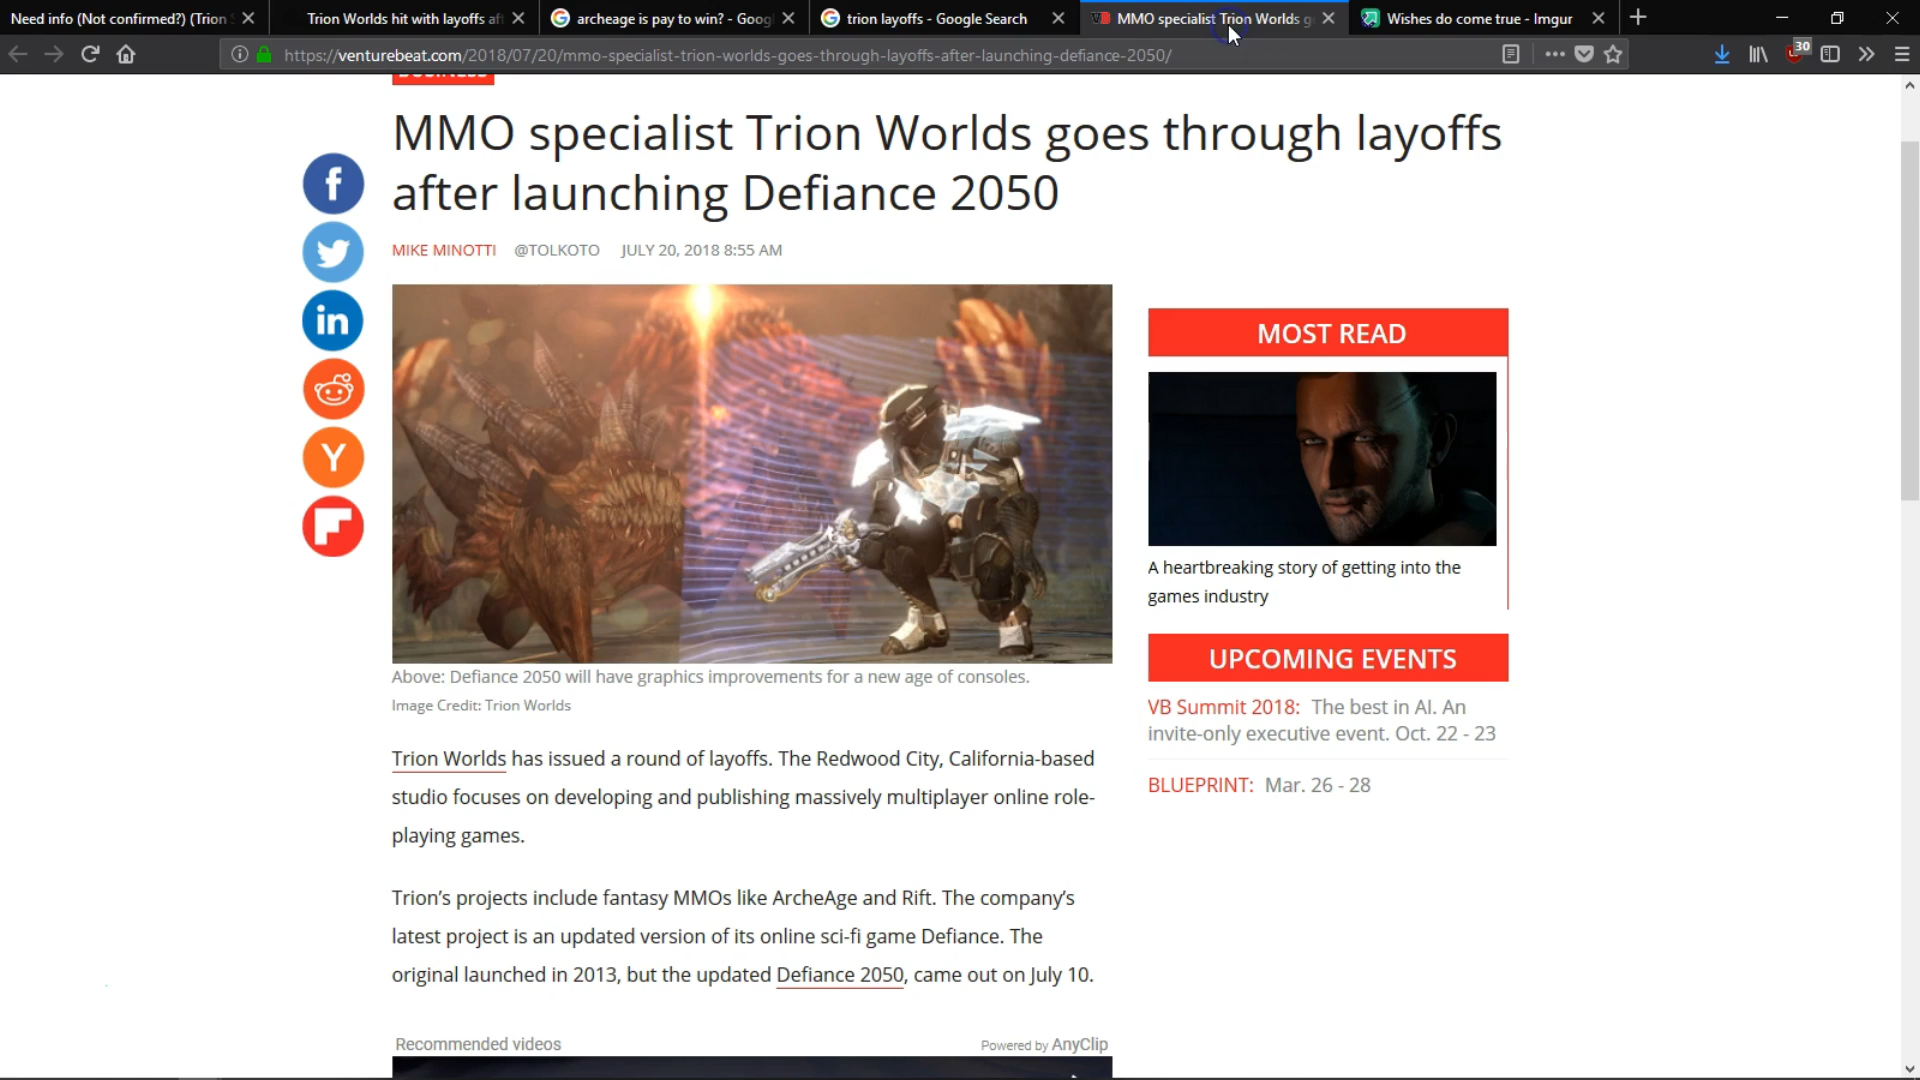 Need info (Not confirmed?) (Trion
Trion Worlds hit with layoffs af
archeage is pay to win? - Goog
trion layoffs - Google Search
MMO specialist Trion Worlds g
Wishes do come true - Imgur
https://venturebeat.com/2018/07/20/mmo-specialist-trion-worlds-goes-through-layoffs-after-launching-defiance-2050/
30
BUSINESS
MMO specialist Trion Worlds goes through layoffs
after launching Defiance 2050
MIKE MINOTTI @TOLKOTO JULY 20, 2018 8:55 AM
MOST READ
A heartbreaking story of getting into the
games industry
UPCOMING EVENTS
VB Summit 2018: The best in AI. An
invite-only executive event. Oct. 22 - 23
BLUEPRINT: Mar. 26 - 28
Above: Defiance 2050 will have graphics improvements for a new age of consoles.
Image Credit: Trion Worlds
Trion Worlds has issued a round of layoffs. The Redwood City, California-based
studio focuses on developing and publishing massively multiplayer online role-
playing games.
Trion's projects include fantasy MMOs like ArcheAge and Rift. The company's
latest project is an updated version of its online sci-fi game Defiance. The
original launched in 2013, but the updated Defiance 2050, came out on July 10.
Recommended videos
Powered by AnyClip